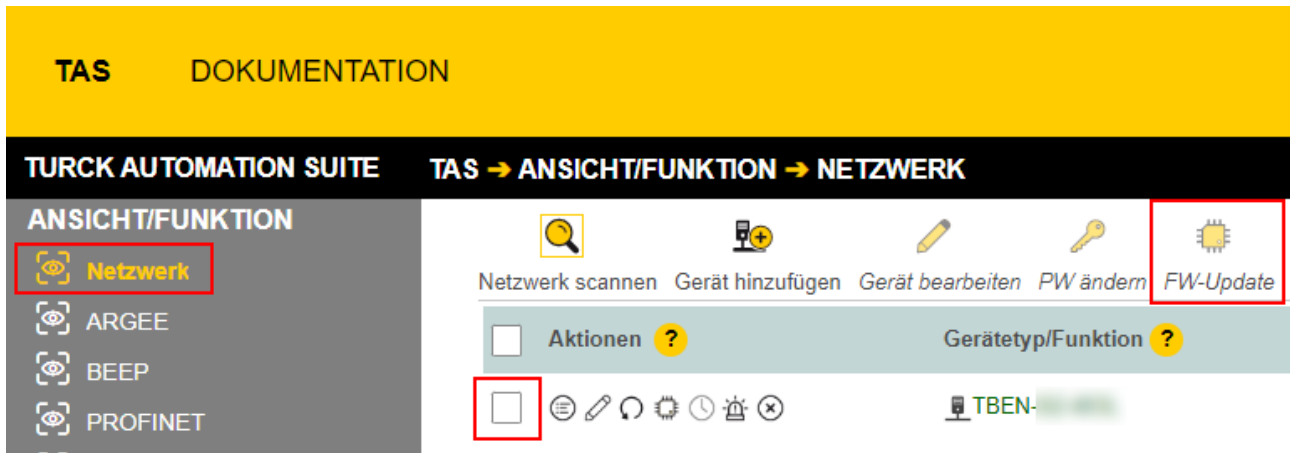 TAS DOKUMENTATION
TURCK AUTOMATION SUITE TAS ➔ ANSICHT/FUNKTION ➔ NETZWERK
ANSICHT/FUNKTION
Netzwerk
ARGEE
BEEP
PROFINET
Netzwerk scannen Gerät hinzufügen Gerät bearbeiten PW ändern FW-Update
Aktionen ? Gerätetyp/Funktion ?
TBEN-